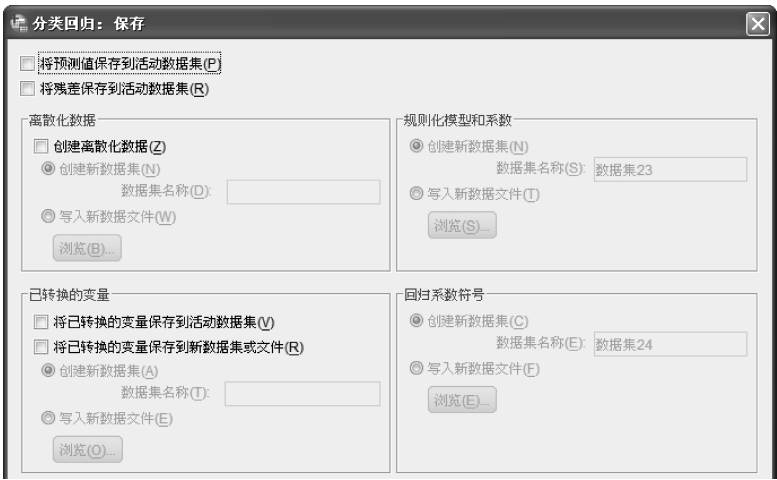 分类回归：保存
将预测值保存到活动数据集(P)
将残差保存到活动数据集(R)
离散化数据
创建离散化数据(Z)
创建新数据集(N)
数据集名称(D):
写入新数据文件(W)
浏览(B)...
规则化模型和系数
创建新数据集(N)
数据集名称(S): 数据集23
写入新数据文件(T)
浏览(S)...
已转换的变量
将已转换的变量保存到活动数据集(V)
将已转换的变量保存到新数据集或文件(R)
创建新数据集(A)
数据集名称(T):
写入新数据文件(E)
浏览(O)...
回归系数符号
创建新数据集(C)
数据集名称(E): 数据集24
写入新数据文件(F)
浏览(E)...